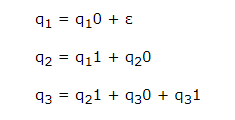 q₁ = q₁0 + ε
q₂ = q₁1 + q₂0
q₃ = q₂1 + q₃0 + q₃1